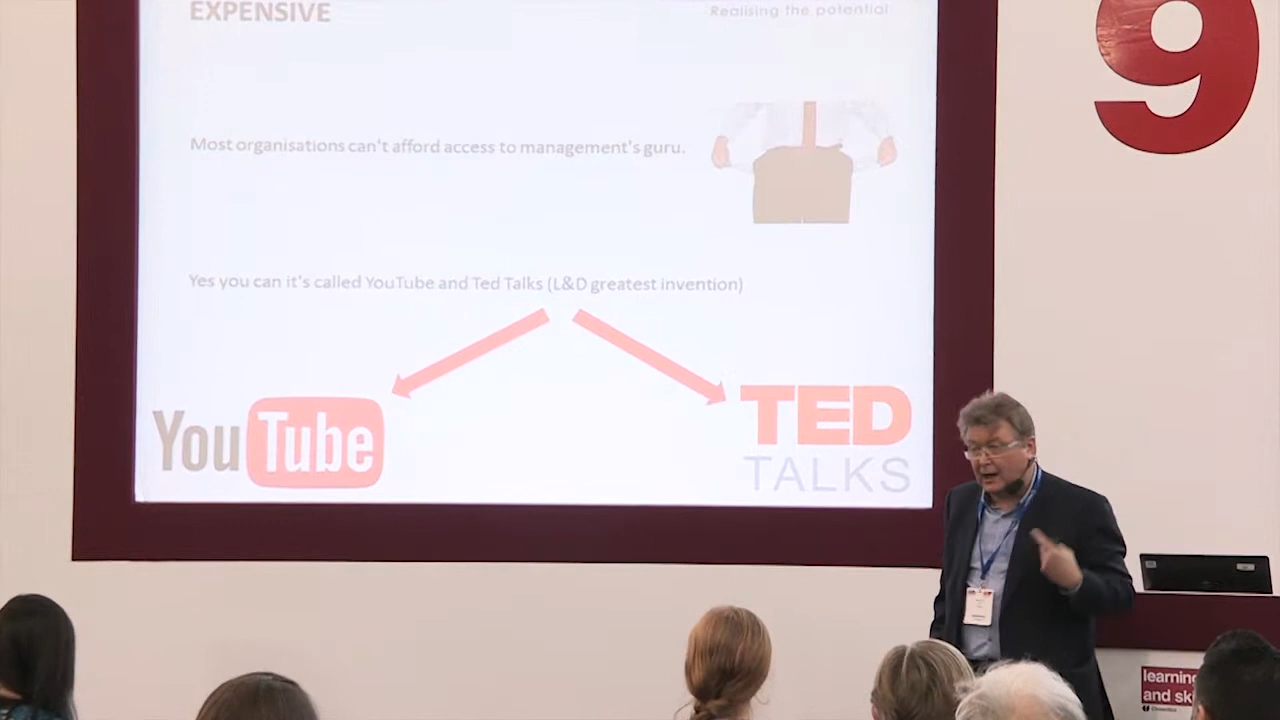 EXPENSIVE
Realising the potential
9
Most organisations can't afford access to management's guru.
Yes you can it's called YouTube and Ted Talks (L&D greatest invention)
YouTube
TED
TALKS
learning
and sk